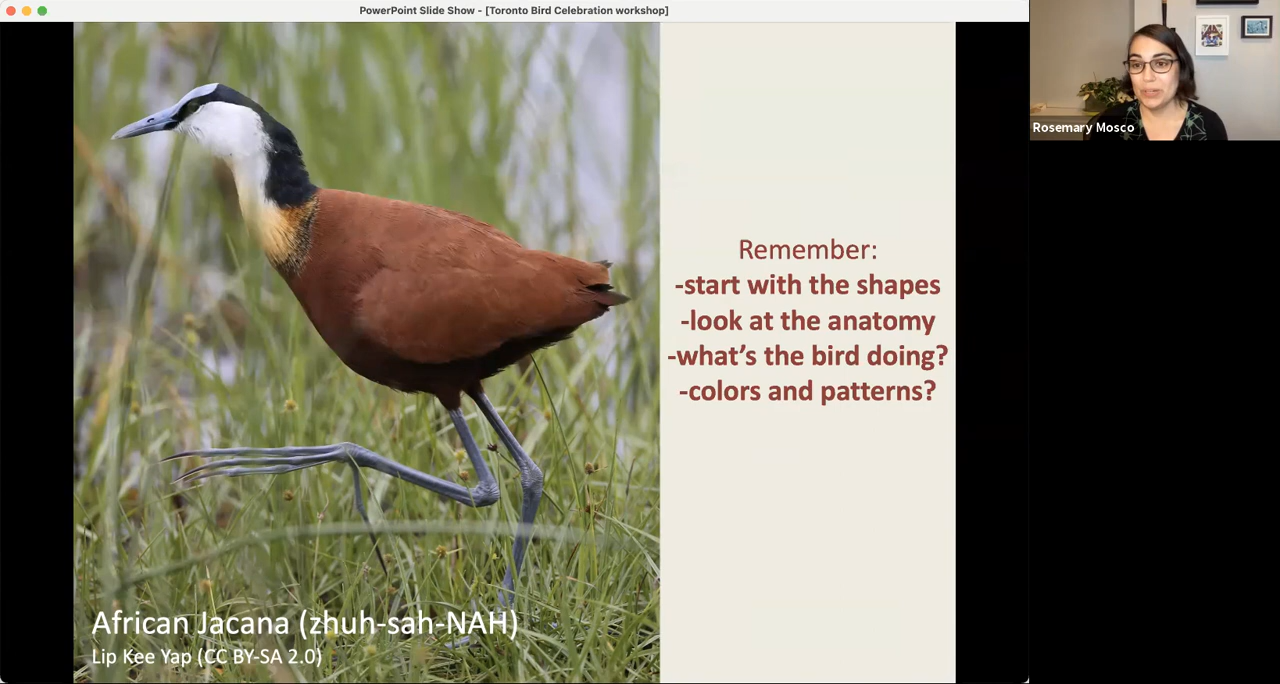 PowerPoint Slide Show - [Toronto Bird Celebration workshop]
Rosemary Mosco
Remember:
-start with the shapes
-look at the anatomy
-what's the bird doing?
-colors and patterns?
African Jacana (zhuh-sah-NAH)
Lip Kee Yap (CC BY-SA 2.0)